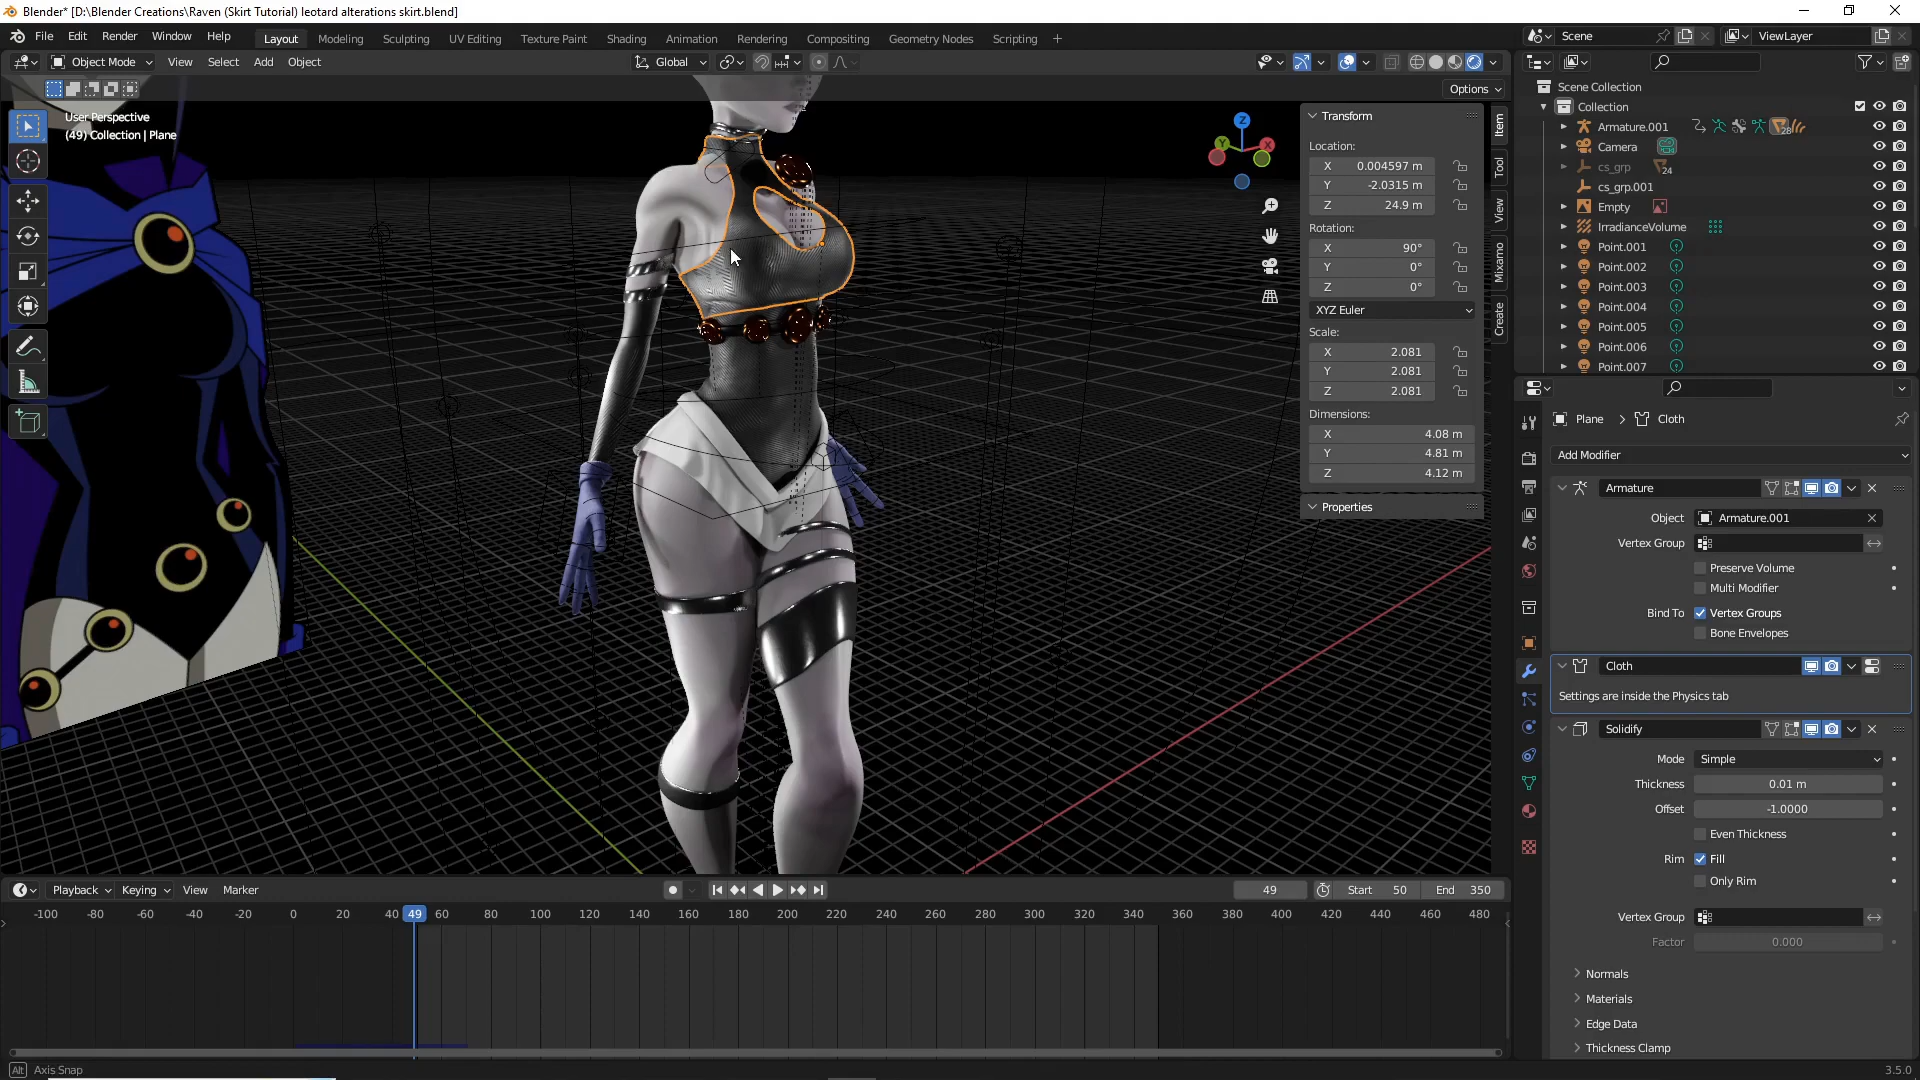 Blender* [D:\Blender Creations\Raven (Skirt Tutorial) leotard alterations skirt.blend]
File Edit Render Window Help
Layout Modeling Sculpting UV Editing Texture Paint Shading Animation Rendering Compositing Geometry Nodes Scripting +
Scene
ViewLayer
Object Mode View Select Add Object
Global
Options
User Perspective
(49) Collection | Plane
Z
Y
X
Transform
Location:
X 0.004597 m
Y -2.0315 m
Z 24.9 m
Rotation:
X 90°
Y 0°
Z 0°
XYZ Euler
Scale:
X 2.081
Y 2.081
Z 2.081
Dimensions:
X 4.08 m
Y 4.81 m
Z 4.12 m
Properties
Item
Tool
View
Mixamo
Create
Scene Collection
Collection
Armature.001 28
Camera
cs_grp 24
cs_grp.001
Empty
IrradianceVolume
Point.001
Point.002
Point.003
Point.004
Point.005
Point.006
Point.007
Plane > Cloth
Add Modifier
Armature
Object Armature.001
Vertex Group
Preserve Volume
Multi Modifier
Bind To Vertex Groups
Bone Envelopes
Cloth
Settings are inside the Physics tab
Solidify
Mode Simple
Thickness 0.01 m
Offset -1.0000
Even Thickness
Rim Fill
Only Rim
Vertex Group
Factor 0.000
Normals
Materials
Edge Data
Thickness Clamp
Playback Keying View Marker
49 Start 50 End 350
-100 -80 -60 -40 -20 0 20 40 49 60 80 100 120 140 160 180 200 220 240 260 280 300 320 340 360 380 400 420 440 460 480
Alt Axis Snap
3.5.0